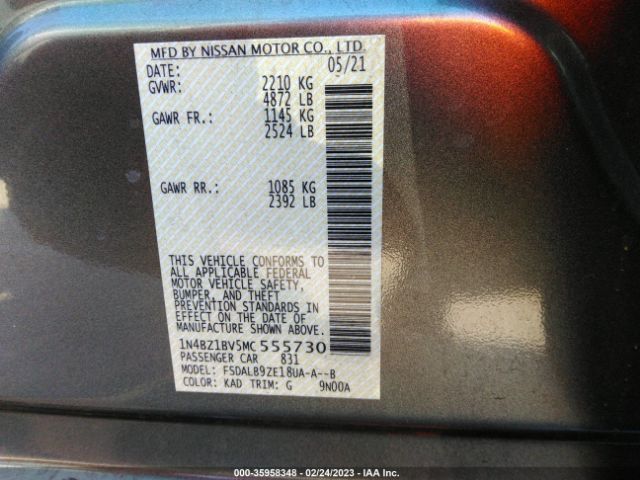 MFD BY NISSAN MOTOR CO., LTD.
DATE: 05/21
GVWR: 2210 KG
4872 LB
GAWR FR.: 1145 KG
2524 LB
GAWR RR.: 1085 KG
2392 LB
THIS VEHICLE CONFORMS TO
ALL APPLICABLE FEDERAL
MOTOR VEHICLE SAFETY,
BUMPER, AND THEFT
PREVENTION STANDARDS IN
EFFECT ON THE DATE OF
MANUFACTURE SHOWN ABOVE.
1N4BZ1BV5MC 555730
PASSENGER CAR 831
MODEL: FSDALB9ZE18UA-A--B
COLOR: KAD TRIM: G 9N00A
000-35958348 - 02/24/2023 - IAA Inc.